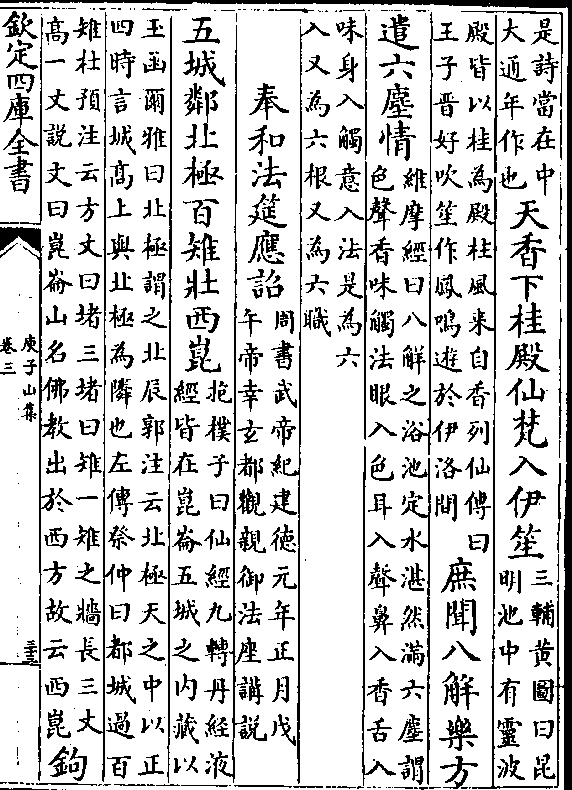 是詩當在中
大通年作也
天香下桂殿仙梵入伊笙
三輔黄圖曰昆
明池中有靈波
殿皆以桂為殿柱風来自香列仙傳曰
王子晋好吹笙作鳳鳴遊於伊洛間
庶聞八解樂方
遣六塵情
維摩經曰八解之浴池定水湛然滿六塵謂
色聲香味觸法眼入色耳入聲鼻入香舌入
味身入觸意入法是為六
入又為六根又為六職
奉和法筵應詔
周書武帝紀建德元年正月戊
午帝幸玄都觀親御法座講說
五城鄰北極百雉壯西崑
抱樸子曰仙經九轉丹經液
經皆在崑崙五城之内藏以
玉函爾雅曰北極謂之北辰郭注云北極天之中以正
四時言城髙上與北極為隣也左傳祭仲曰都城過百
雉杜預注云方丈曰堵三堵曰雉一雉之牆長三丈
髙一丈説文曰崑崙山名佛教出於西方故云西崑
鉤
欽定四庫全書
庾子山集
卷三